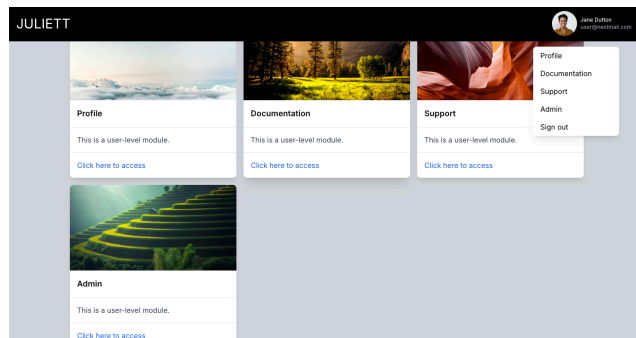 JULIETT
Jane Dutton
user@nextmail.com
Profile
Documentation
Support
Admin
Sign out
Profile
This is a user-level module.
Click here to access
Documentation
This is a user-level module.
Click here to access
Support
This is a user-level module.
Click here to access
Admin
This is a user-level module.
Click here to access